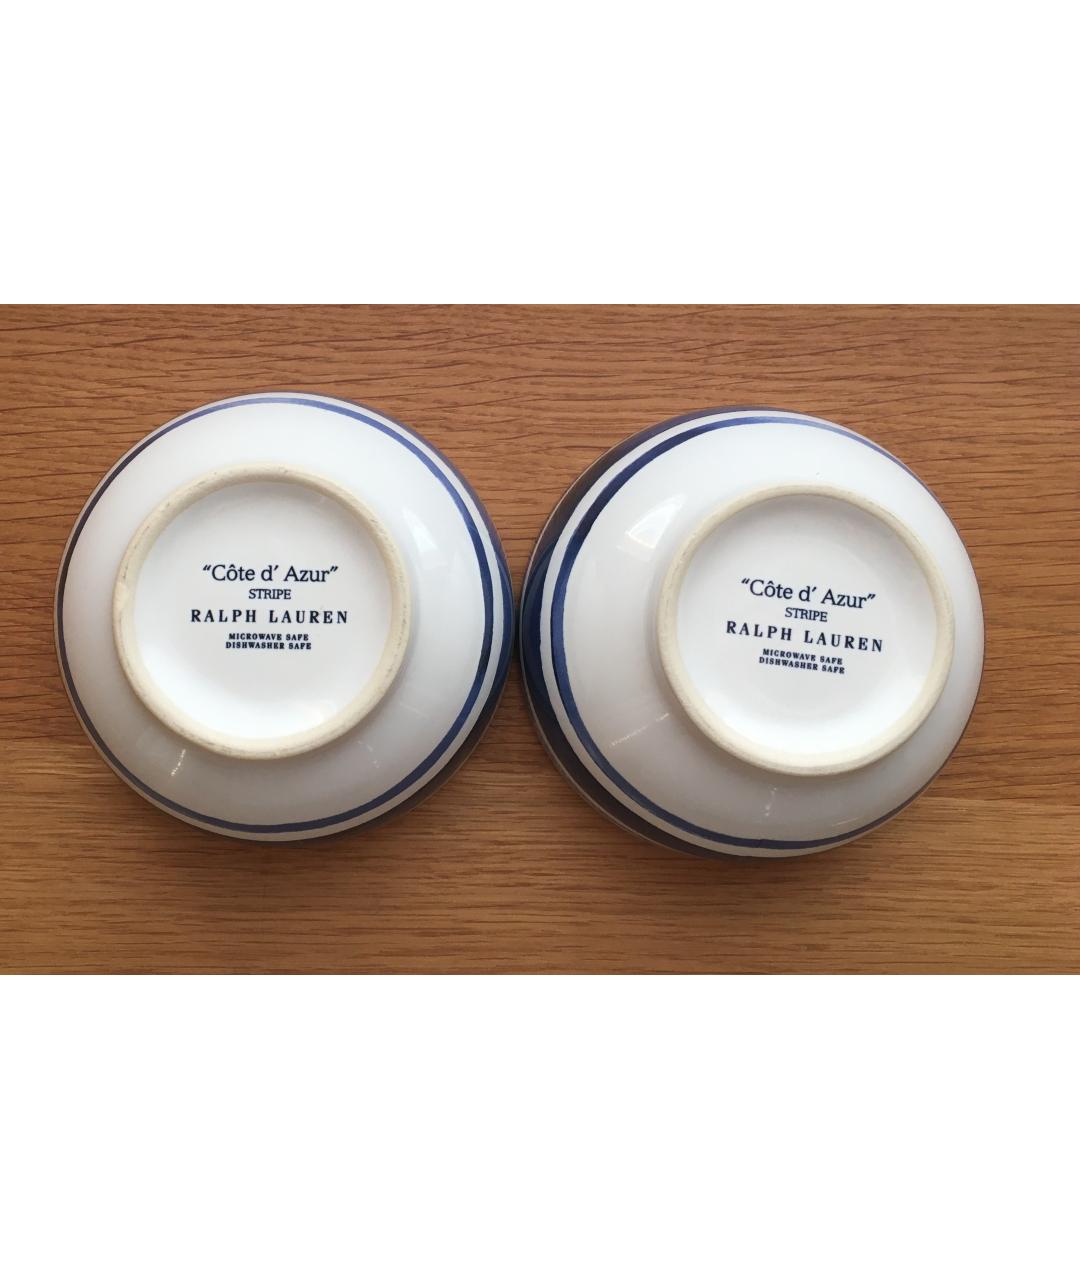 “Côte d’ Azur”
STRIPE
RALPH LAUREN
MICROWAVE SAFE
DISHWASHER SAFE
“Côte d’ Azur”
STRIPE
RALPH LAUREN
MICROWAVE SAFE
DISHWASHER SAFE